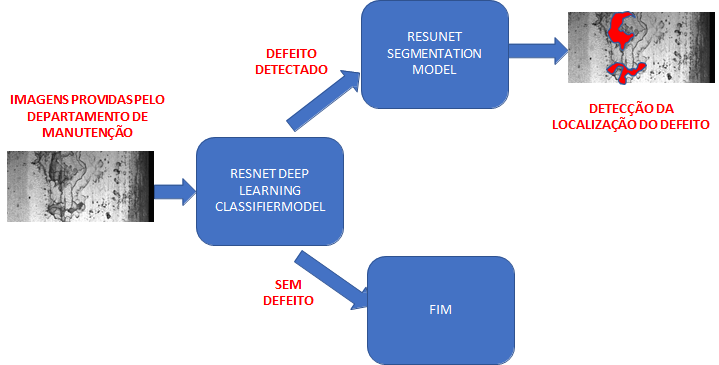 IMAGENS PROVIDAS PELO
DEPARTAMENTO DE
MANUTENÇÃO
RESNET DEEP
LEARNING
CLASSIFIERMODEL
DEFEITO
DETECTADO
RESUNET
SEGMENTATION
MODEL
DETECÇÃO DA
LOCALIZAÇÃO DO DEFEITO
SEM
DEFEITO
FIM